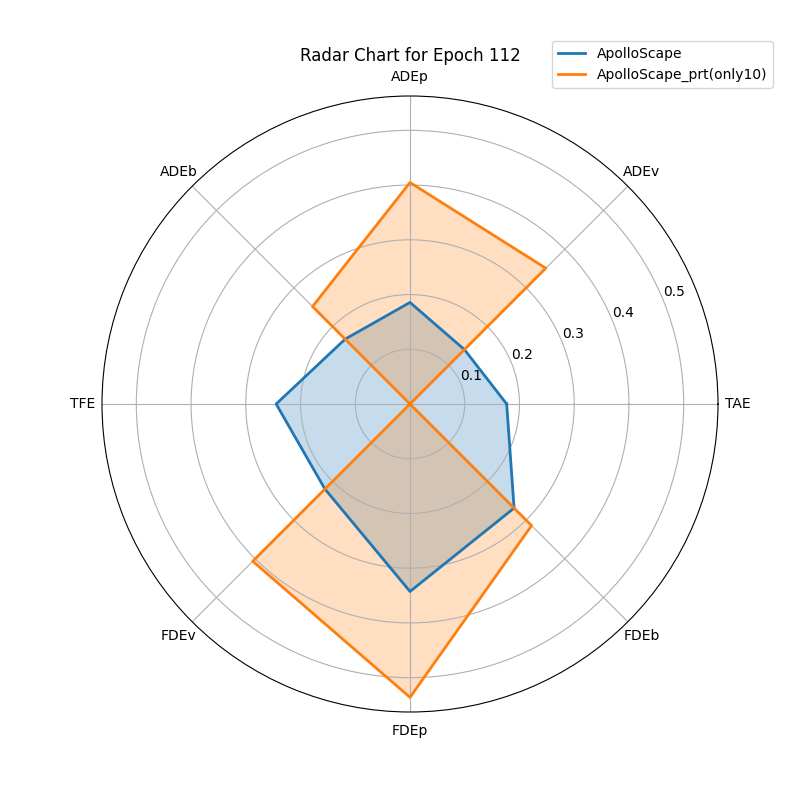 Radar Chart for Epoch 112
ApolloScape
ApolloScape_prt(only10)
ADEp
ADEb
ADEv
0.5
0.4
0.3
0.2
0.1
TFE
TAE
FDEv
FDEb
FDEp